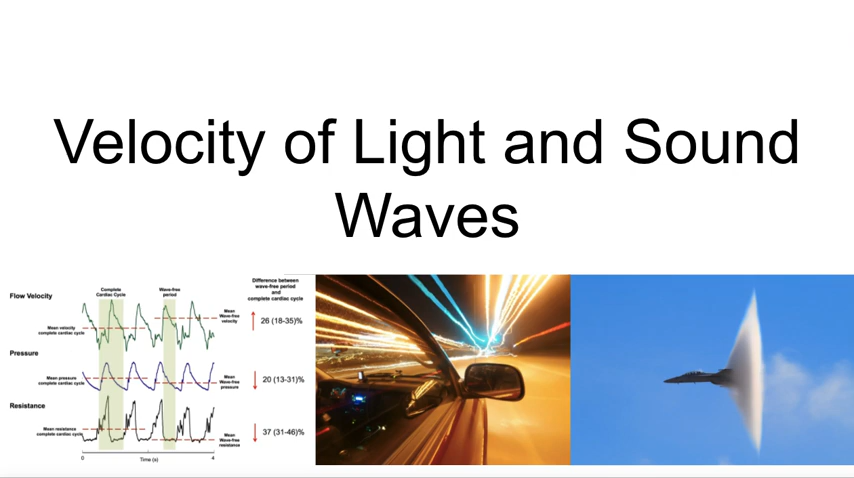 Velocity of Light and Sound
Waves
Difference between
wave-free period
and
complete cardiac cycle
Complete
Cardiac Cycle
Wave-free
period
Flow Velocity
Mean
Wave-free
velocity
Mean velocity
complete cardiac cycle
26 (18-35)%
Pressure
Mean pressure
complete cardiac cycle
Mean
Wave-free
pressure
20 (13-31)%
Resistance
Mean resistance
complete cardiac cycle
Mean
Wave-free
resistance
37 (31-46)%
0
Time (s)
4